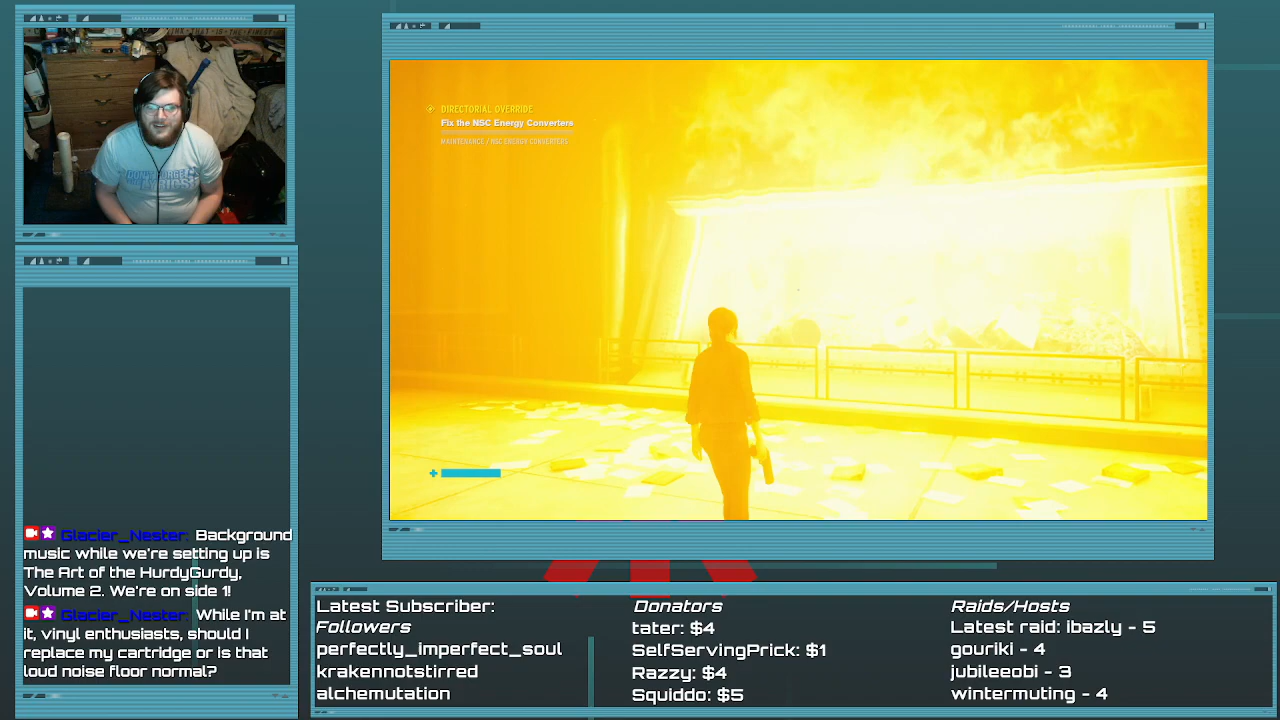 DIRECTORIAL OVERRIDE
Fix the NSC Energy Converters
MAINTENANCE / NSC ENERGY CONVERTERS
Glacier_Nester: Background
music while we're setting up is
The Art of the HurdyGurdy,
Volume 2. We're on side 1!
Glacier_Nester: While I'm at
it, vinyl enthusiasts, should I
replace my cartridge or is that
loud noise floor normal?
Latest Subscriber:
Followers
perfectly_imperfect_soul
krakennotstirred
alchemutation
Donators
tater: $4
SelfServingPrick: $1
Razzy: $4
Squiddo: $5
Raids/Hosts
Latest raid: ibazly - 5
gouriki - 4
jubileeobi - 3
wintermuting - 4